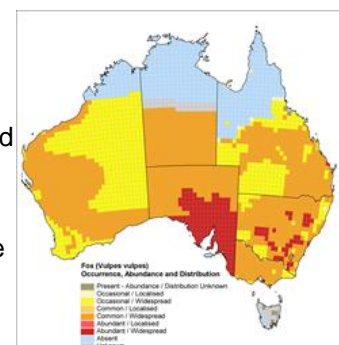 d
e
Fox (Vulpes vulpes)
Occurrence, Abundance and Distribution
Present - Abundance / Distribution Unknown
Occasional / Localised
Occasional / Widespread
Common / Localised
Common / Widespread
Abundant / Localised
Abundant / Widespread
Absent
Unknown